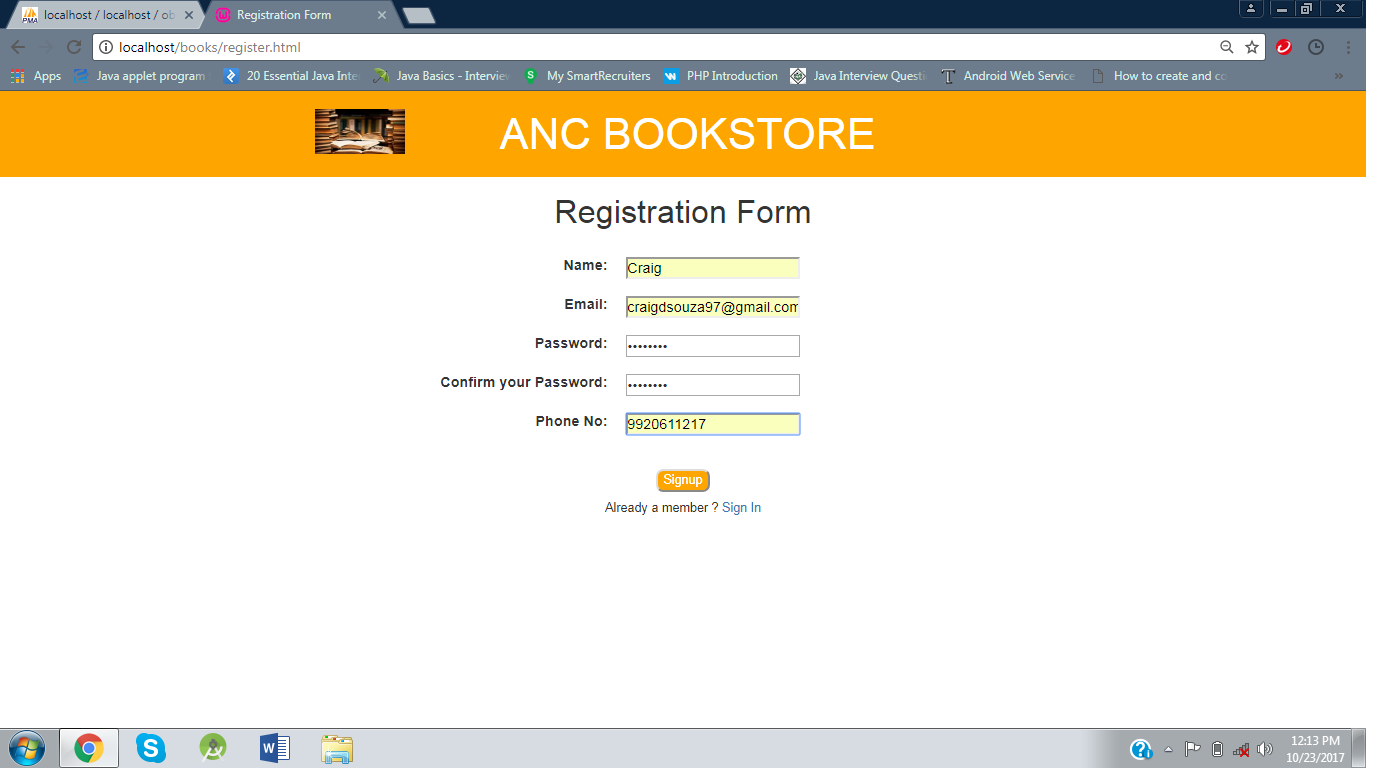 PMA localhost / localhost / ob
Registration Form
localhost/books/register.html
Apps Java applet program 20 Essential Java Inte Java Basics - Interview S My SmartRecruiters W PHP Introduction Java Interview Questi T Android Web Service How to create and co »
ANC BOOKSTORE
Registration Form
Name: Craig
Email: craigdsouza97@gmail.com
Password: ••••••••
Confirm your Password: ••••••••
Phone No: 9920611217
Signup
Already a member ? Sign In
12:13 PM
10/23/2017